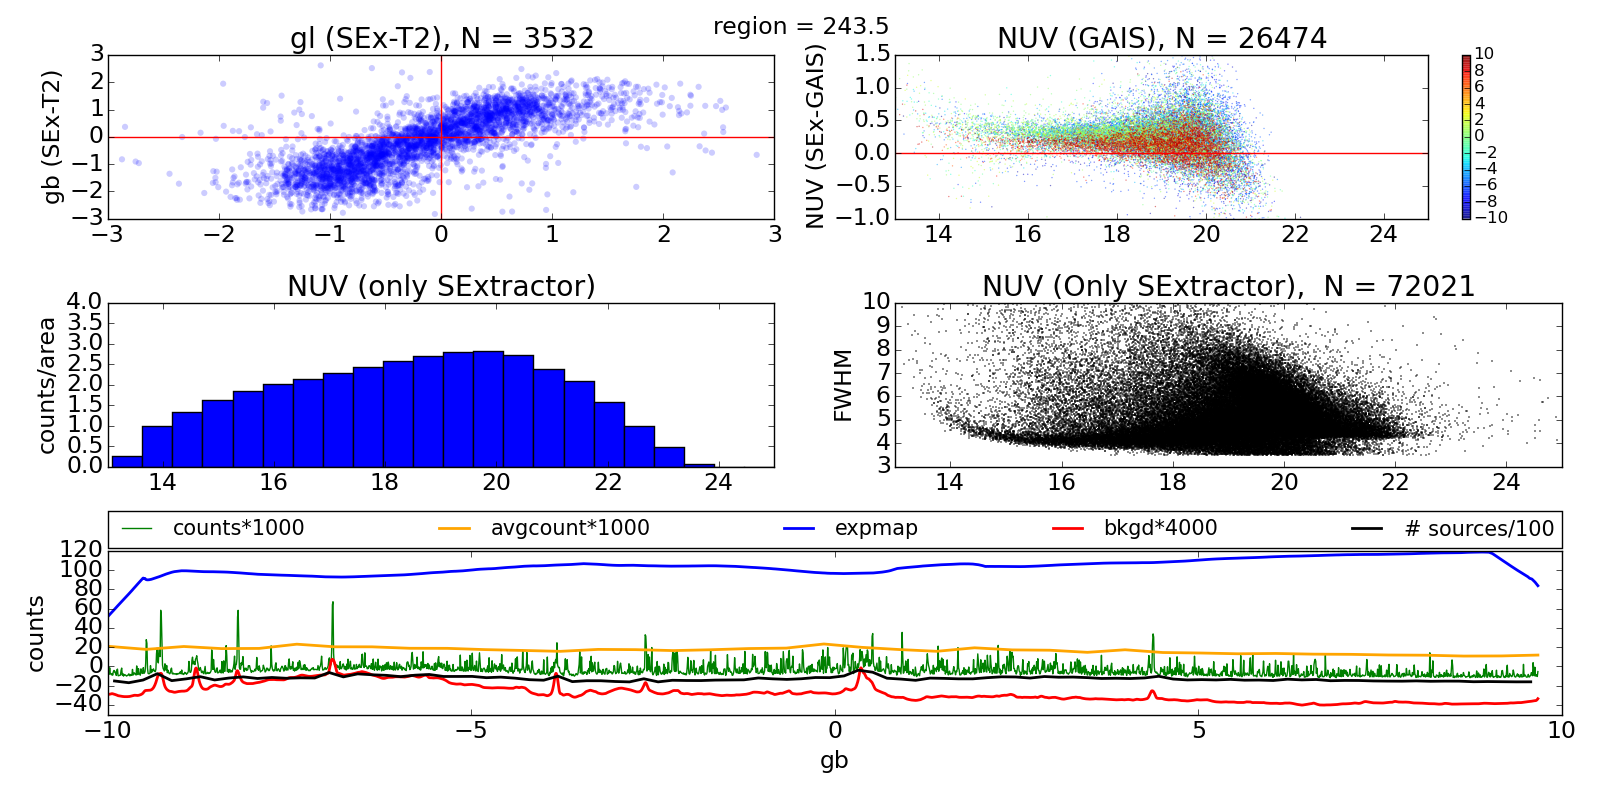 region = 243.5
gl (SEx-T2), N = 3532
gb (SEx-T2)
3
2
1
0
−1
−2
−3
−3 −2 −1 0 1 2 3
NUV (GAIS), N = 26474
NUV (SEx-GAIS)
1.5
1.0
0.5
0.0
−0.5
−1.0
14 16 18 20 22 24
10
8
6
4
2
0
−2
−4
−6
−8
−10
NUV (only SExtractor)
counts/area
4.0
3.5
3.0
2.5
2.0
1.5
1.0
0.5
0.0
14 16 18 20 22 24
NUV (Only SExtractor),  N = 72021
FWHM
10
9
8
7
6
5
4
3
14 16 18 20 22 24
counts*1000 avgcount*1000 expmap bkgd*4000 # sources/100
counts
120
100
80
60
40
20
0
−20
−40
−10 −5 0 5 10
gb